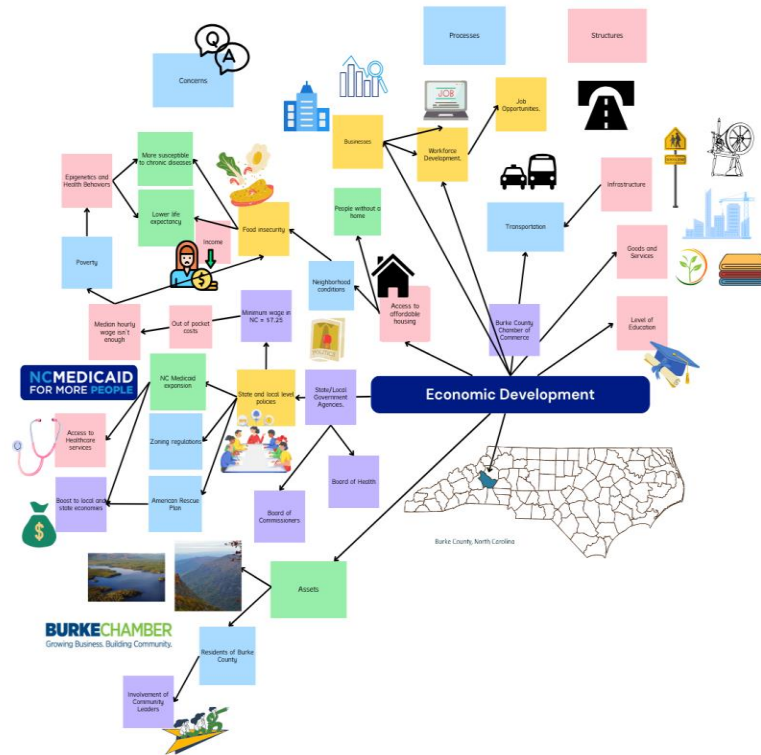 Q
A
Concerns
Processes
Structures
JOB
Job
Opportunities.
Businesses
Workforce
Development.
More susceptible
to chronic diseases
Epigenetics and
Health Behaviors
Lower life
expectancy
Income
Food insecurity
People without a
home
Infrastructure
Transportation
Goods and
Services
Poverty
Neighborhood
conditions
Access to
affordable
housing
Burke County
Chamber of
Commerce
Level of
Education
Median hourly
wage isn't
enough
Out of pocket
costs
Minimum wage in
NC = $7.25
NCMEDICAID
FOR MORE PEOPLE
NC Medicaid
expansion
State and local level
policies
State/Local
Government
Agencies.
Economic Development
Access to
Healthcare
services
Zoning regulations
Boost to local and
state economies
American Rescue
Plan
Board of
Commissioners
Board of Health
$
Burke County, North Carolina
Assets
BURKECHAMBER
Growing Business. Building Community.
Residents of Burke
County
Involvement of
Community
Leaders